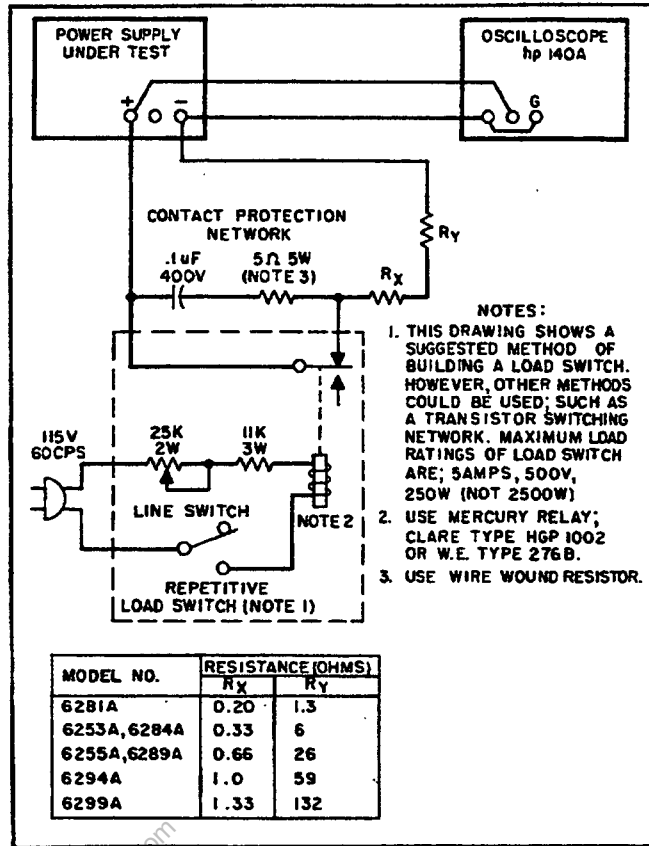 POWER SUPPLY
UNDER TEST
+
-
OSCILLOSCOPE
hp 140A
G
CONTACT PROTECTION
NETWORK
.1uF
400V
5Ω 5W
(NOTE 3)
RX
RY
115V
60CPS
25K
2W
11K
3W
LINE SWITCH
NOTE 2
REPETITIVE
LOAD SWITCH (NOTE 1)
NOTES:
1. THIS DRAWING SHOWS A
SUGGESTED METHOD OF
BUILDING A LOAD SWITCH.
HOWEVER, OTHER METHODS
COULD BE USED; SUCH AS
A TRANSISTOR SWITCHING
NETWORK. MAXIMUM LOAD
RATINGS OF LOAD SWITCH
ARE; 5AMPS, 500V,
250W (NOT 2500W)
2. USE MERCURY RELAY;
CLARE TYPE HGP 1002
OR W.E. TYPE 276B.
3. USE WIRE WOUND RESISTOR.
MODEL NO. RESISTANCE (OHMS)
RX RY
6281A 0.20 1.3
6253A, 6284A 0.33 6
6255A, 6289A 0.66 26
6294A 1.0 59
6299A 1.33 132